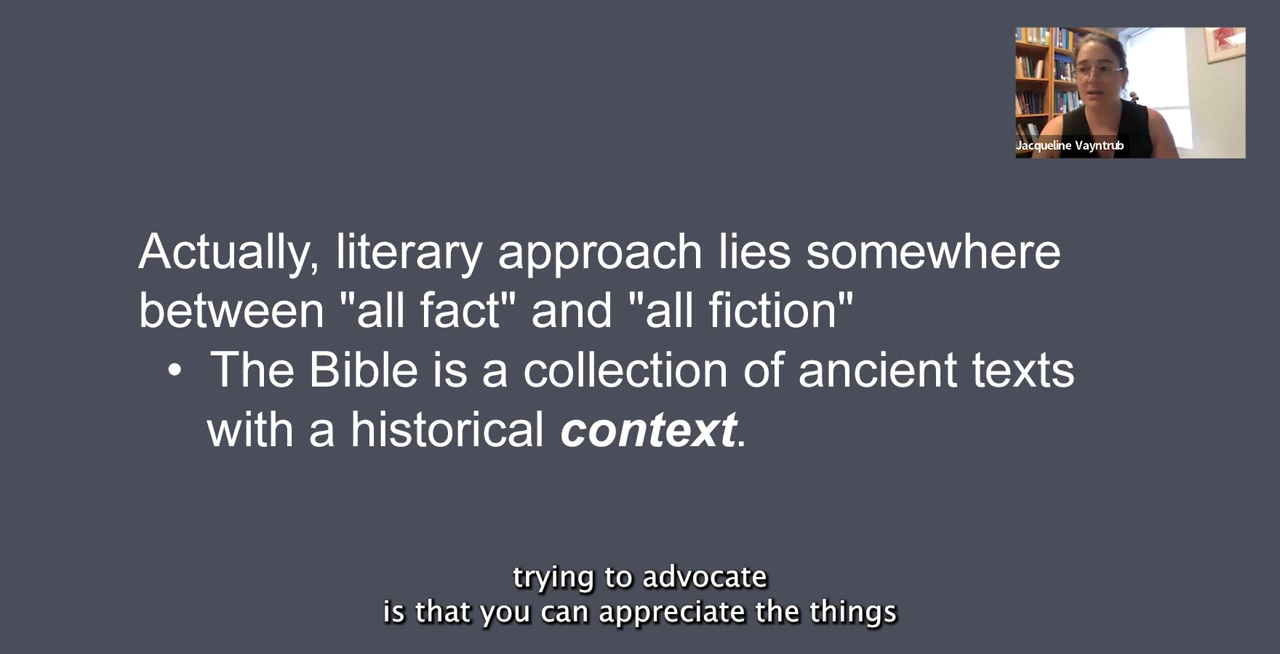 Jacqueline Vayntrub
Actually, literary approach lies somewhere
between "all fact" and "all fiction"
• The Bible is a collection of ancient texts
with a historical context.
trying to advocate
is that you can appreciate the things